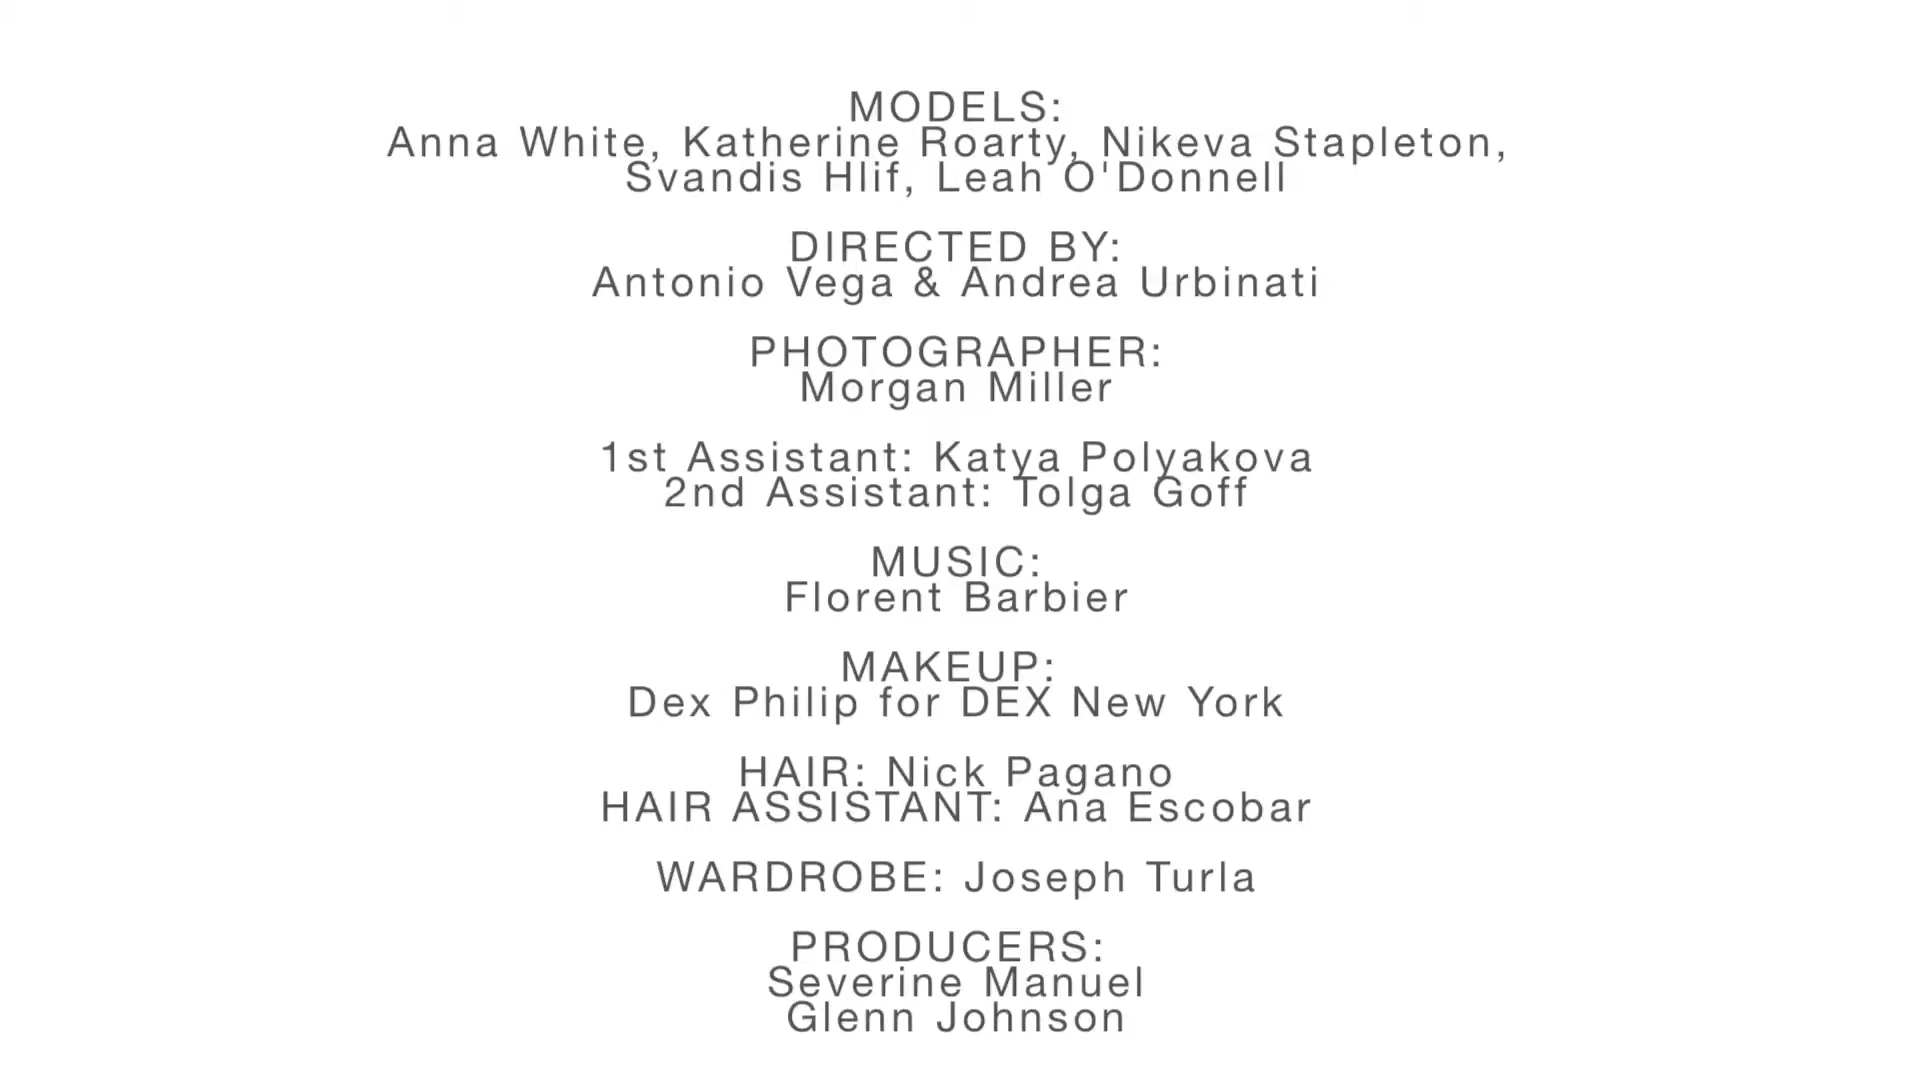 MODELS:
Anna White, Katherine Roarty, Nikeva Stapleton,
Svandis Hlif, Leah O'Donnell
DIRECTED BY:
Antonio Vega & Andrea Urbinati
PHOTOGRAPHER:
Morgan Miller
1st Assistant: Katya Polyakova
2nd Assistant: Tolga Goff
MUSIC:
Florent Barbier
MAKEUP:
Dex Philip for DEX New York
HAIR: Nick Pagano
HAIR ASSISTANT: Ana Escobar
WARDROBE: Joseph Turla
PRODUCERS:
Severine Manuel
Glenn Johnson